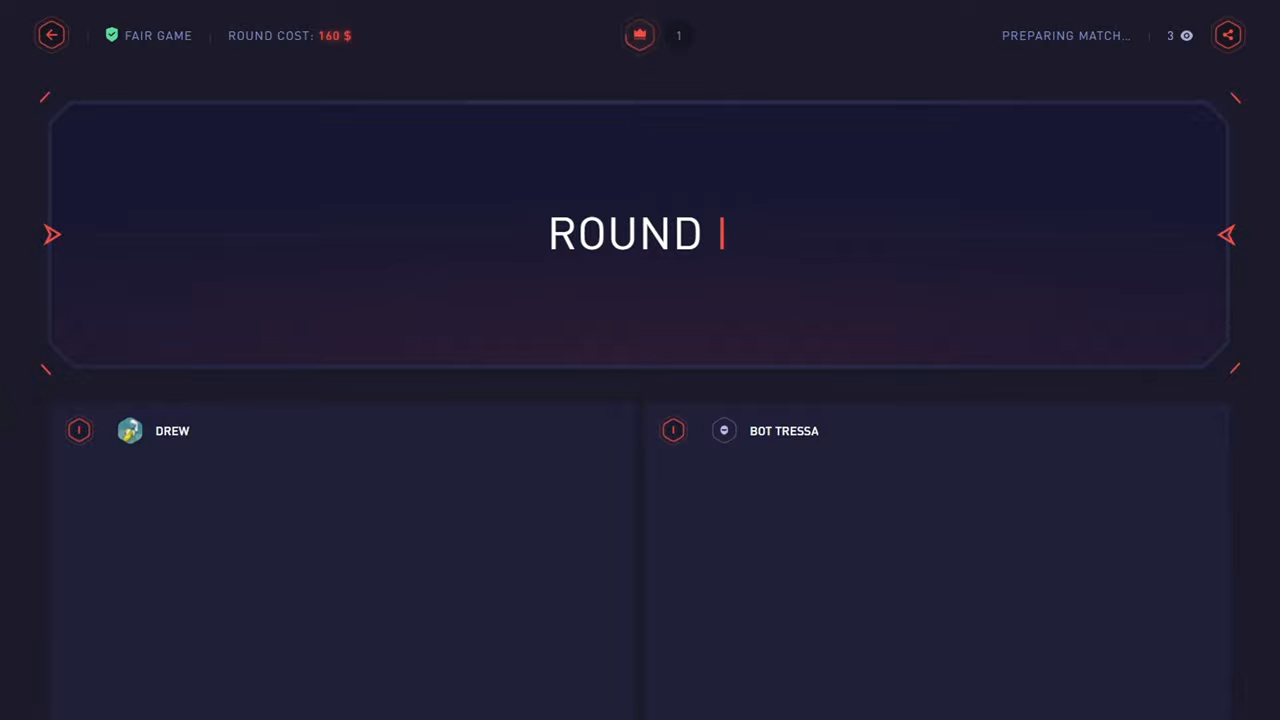 FAIR GAME
ROUND COST: 160 $
1
PREPARING MATCH...
3
ROUND I
I
DREW
I
BOT TRESSA